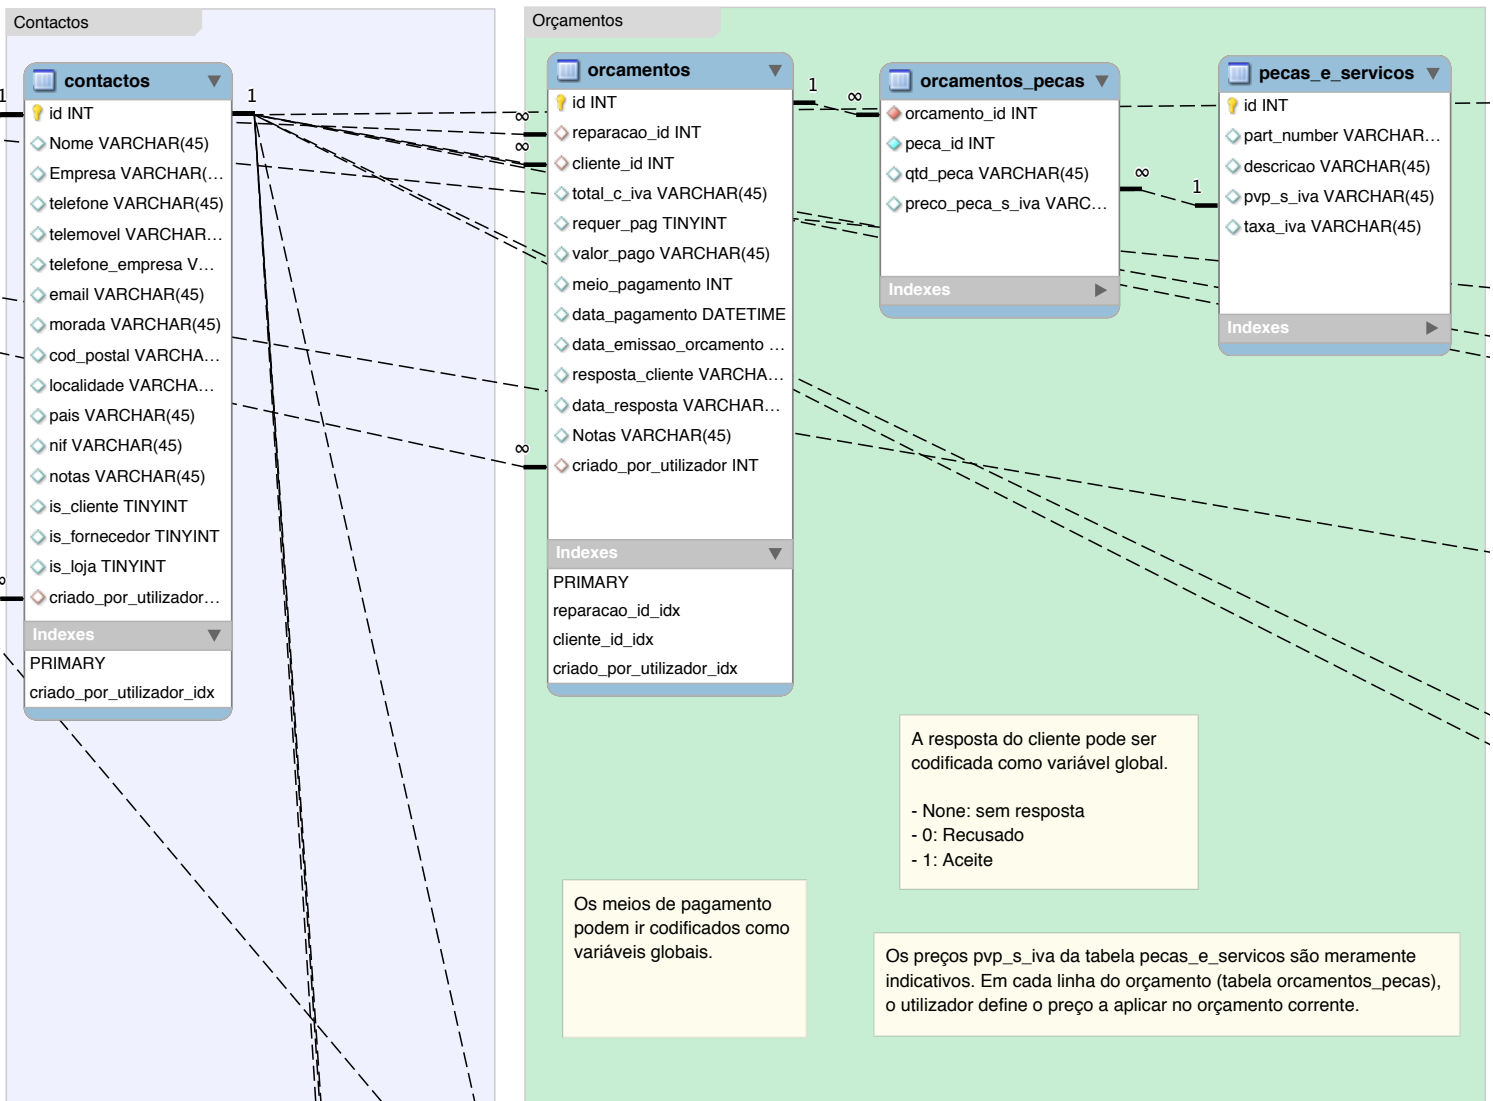 Contactos
contactos
1
1
id INT
Nome VARCHAR(45)
Empresa VARCHAR(...
telefone VARCHAR(45)
telemovel VARCHAR...
telefone_empresa V...
email VARCHAR(45)
morada VARCHAR(45)
cod_postal VARCHA...
localidade VARCHA...
pais VARCHAR(45)
nif VARCHAR(45)
notas VARCHAR(45)
is_cliente TINYINT
is_fornecedor TINYINT
is_loja TINYINT
∞
criado_por_utilizador...
Indexes
PRIMARY
criado_por_utilizador_idx
Orçamentos
orcamentos
id INT
∞
reparacao_id INT
∞
cliente_id INT
total_c_iva VARCHAR(45)
requer_pag TINYINT
valor_pago VARCHAR(45)
meio_pagamento INT
data_pagamento DATETIME
data_emissao_orcamento ...
resposta_cliente VARCHA...
data_resposta VARCHAR...
Notas VARCHAR(45)
∞
criado_por_utilizador INT
Indexes
PRIMARY
reparacao_id_idx
cliente_id_idx
criado_por_utilizador_idx
1
∞
orcamentos_pecas
orcamento_id INT
peca_id INT
qtd_peca VARCHAR(45)
preco_peca_s_iva VARC...
Indexes
∞
1
pecas_e_servicos
id INT
part_number VARCHAR...
descricao VARCHAR(45)
pvp_s_iva VARCHAR(45)
taxa_iva VARCHAR(45)
Indexes
A resposta do cliente pode ser
codificada como variável global.
- None: sem resposta
- 0: Recusado
- 1: Aceite
Os meios de pagamento
podem ir codificados como
variáveis globais.
Os preços pvp_s_iva da tabela pecas_e_servicos são meramente
indicativos. Em cada linha do orçamento (tabela orcamentos_pecas),
o utilizador define o preço a aplicar no orçamento corrente.